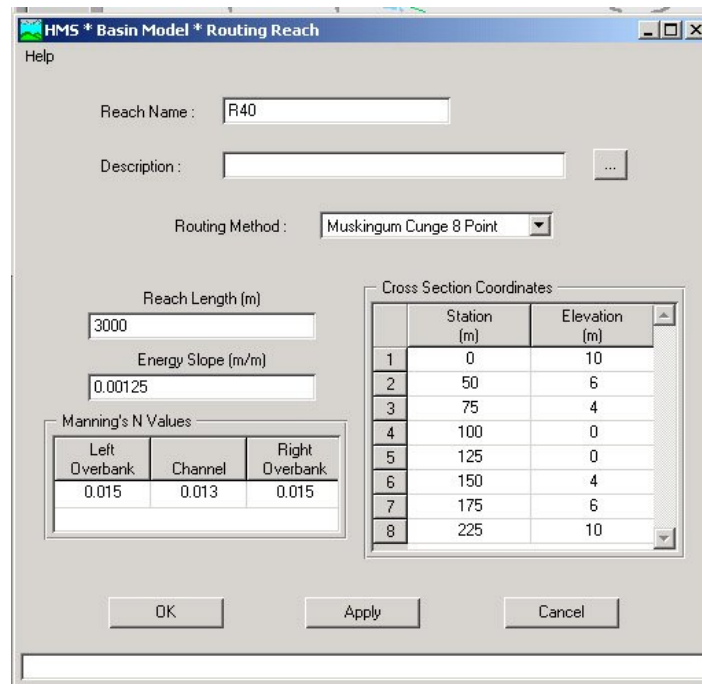 HMS * Basin Model * Routing Reach
Help
Reach Name : R40
Description :
...
Routing Method : Muskingum Cunge 8 Point
Reach Length (m)
3000
Energy Slope (m/m)
0.00125
Manning's N Values
Left Overbank Channel Right Overbank
0.015 0.013 0.015
Cross Section Coordinates
Station (m) Elevation (m)
1 0 10
2 50 6
3 75 4
4 100 0
5 125 0
6 150 4
7 175 6
8 225 10
OK Apply Cancel